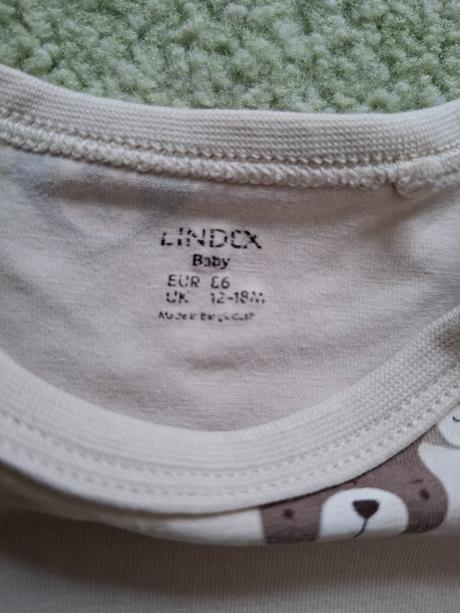 LINDEX
Baby
EUR 86
UK 12-18M
Made in Bangladesh